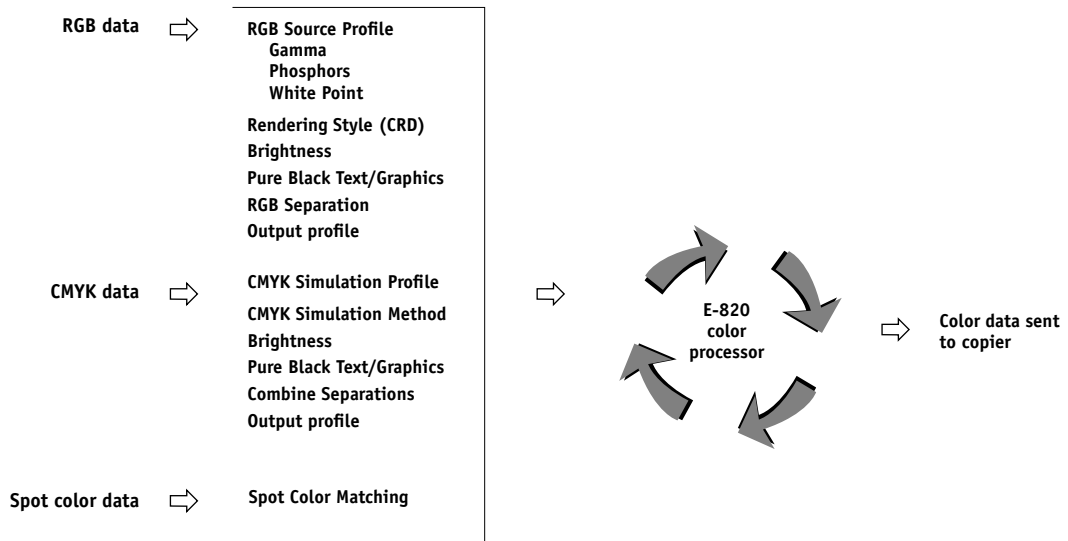 RGB data
RGB Source Profile
Gamma
Phosphors
White Point
Rendering Style (CRD)
Brightness
Pure Black Text/Graphics
RGB Separation
Output profile
CMYK data
CMYK Simulation Profile
CMYK Simulation Method
Brightness
Pure Black Text/Graphics
Combine Separations
Output profile
Spot color data
Spot Color Matching
E-820
color
processor
Color data sent
to copier